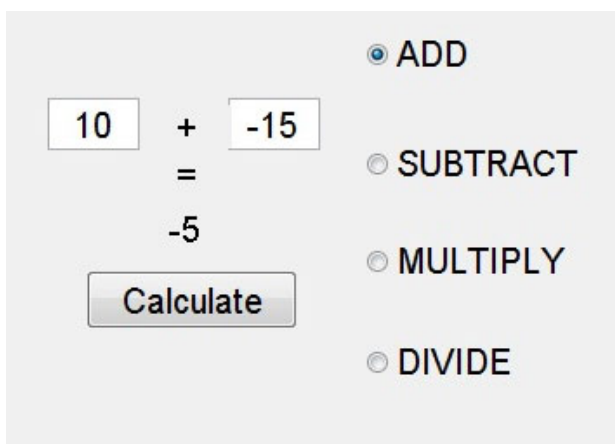 ADD
10 + -15
=
-5
Calculate
SUBTRACT
MULTIPLY
DIVIDE